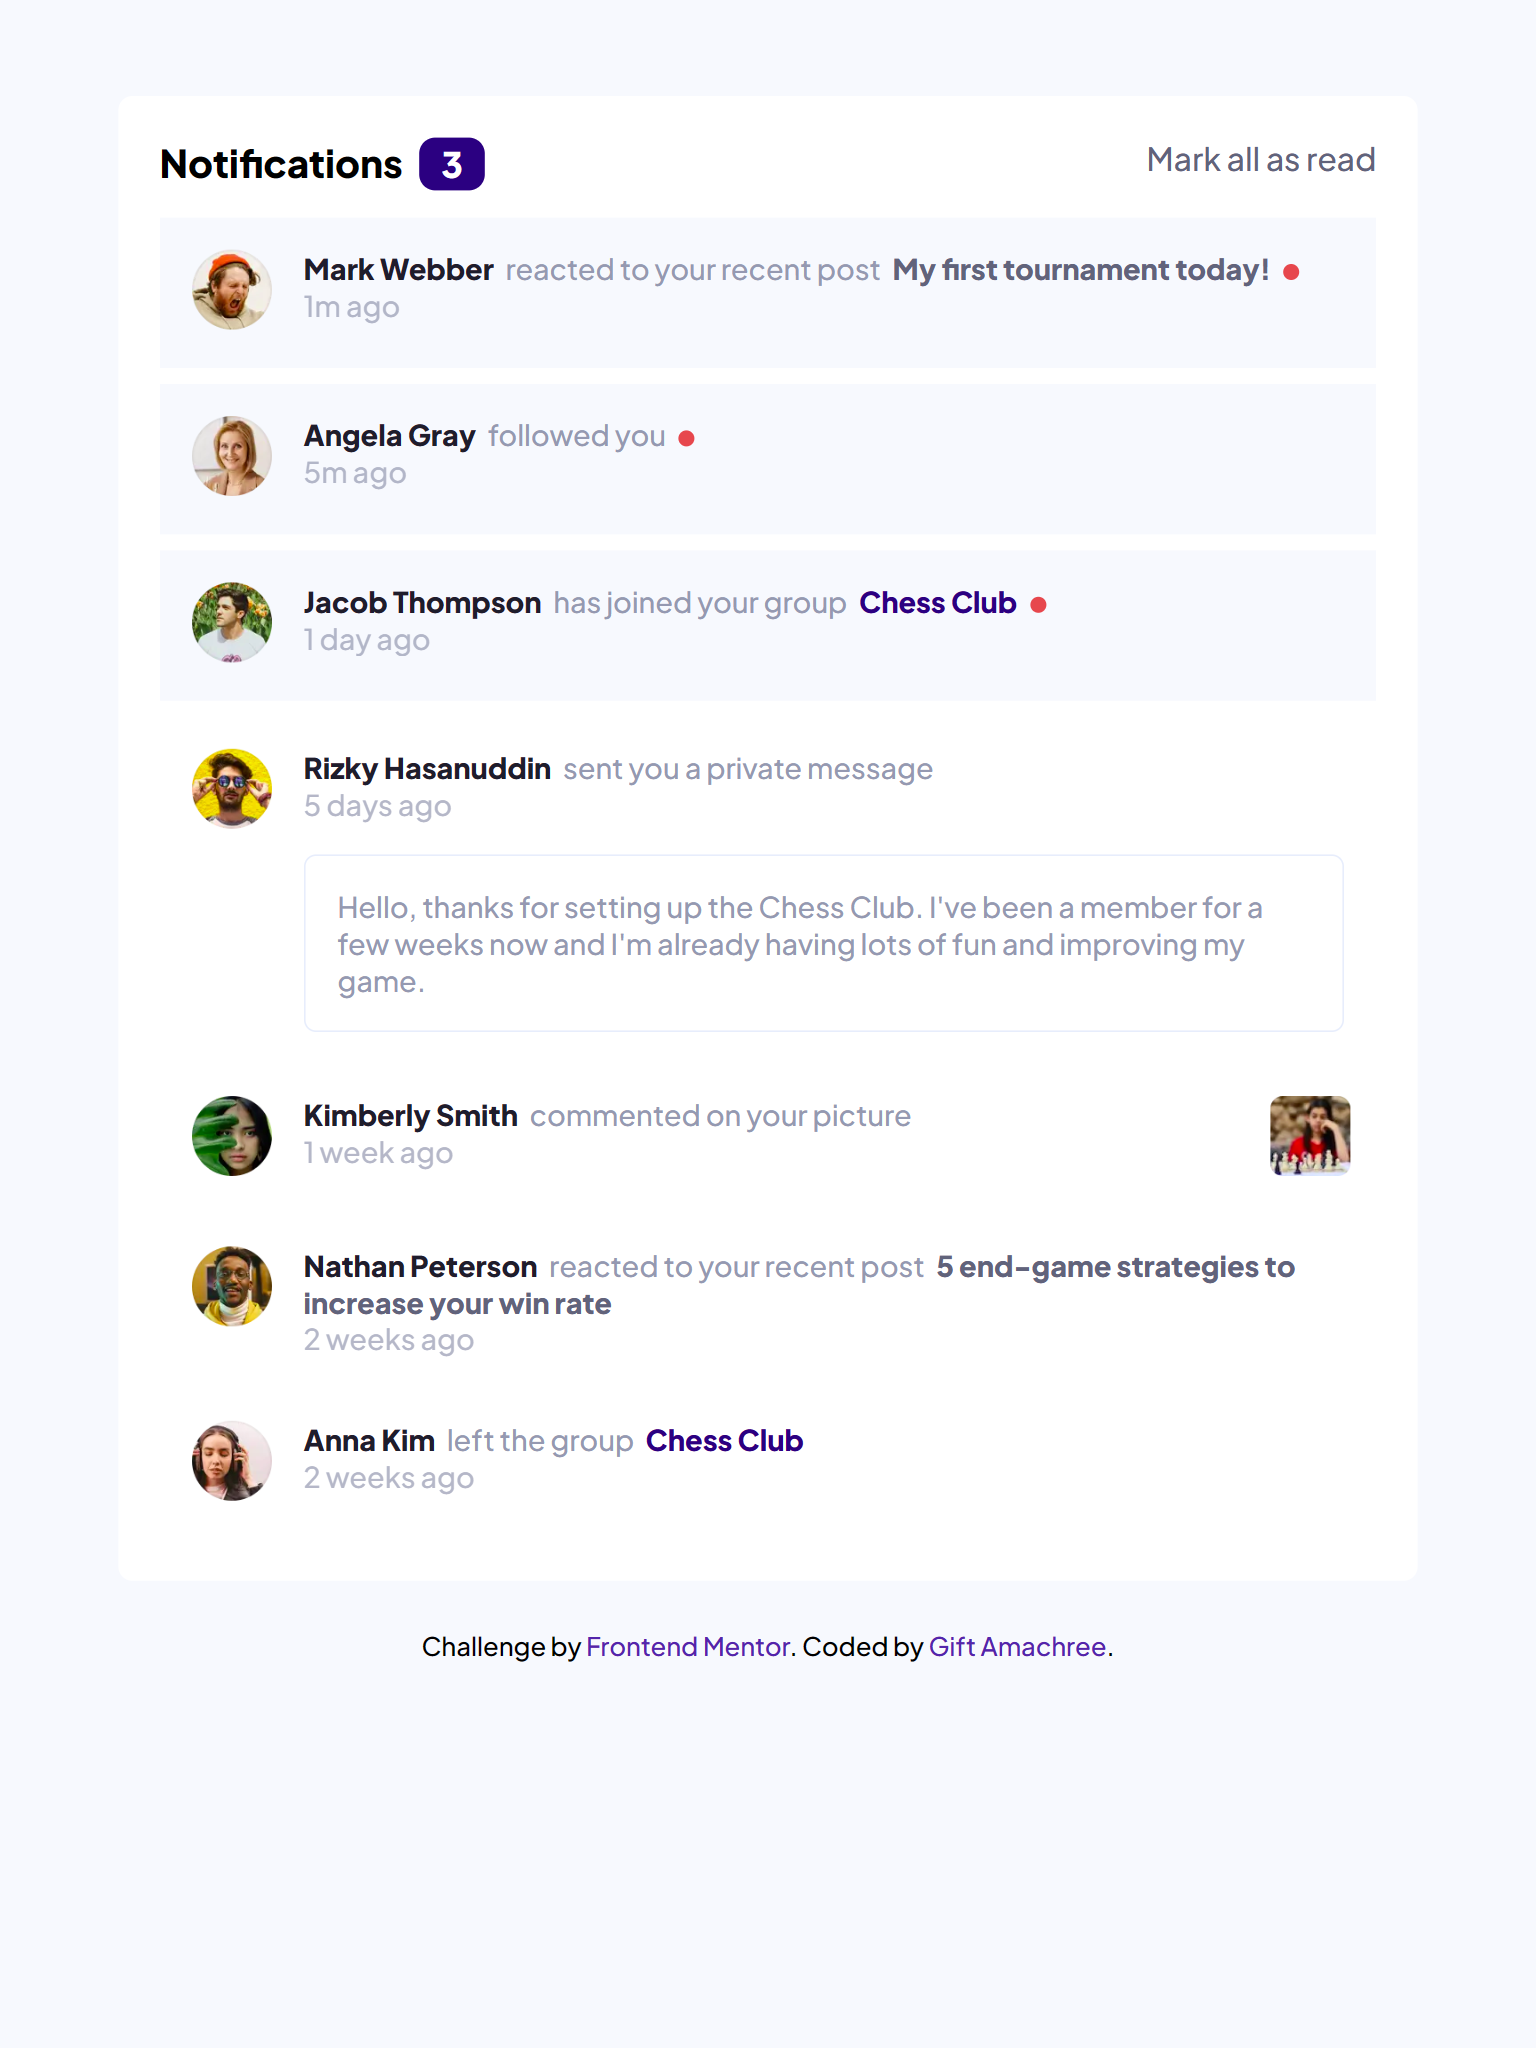 Notifications 3 Mark all as read
Mark Webber reacted to your recent post My first tournament today!
1m ago
Angela Gray followed you
5m ago
Jacob Thompson has joined your group Chess Club
1 day ago
Rizky Hasanuddin sent you a private message
5 days ago
Hello, thanks for setting up the Chess Club. I've been a member for a
few weeks now and I'm already having lots of fun and improving my
game.
Kimberly Smith commented on your picture
1 week ago
Nathan Peterson reacted to your recent post 5 end-game strategies to
increase your win rate
2 weeks ago
Anna Kim left the group Chess Club
2 weeks ago
Challenge by Frontend Mentor. Coded by Gift Amachree.